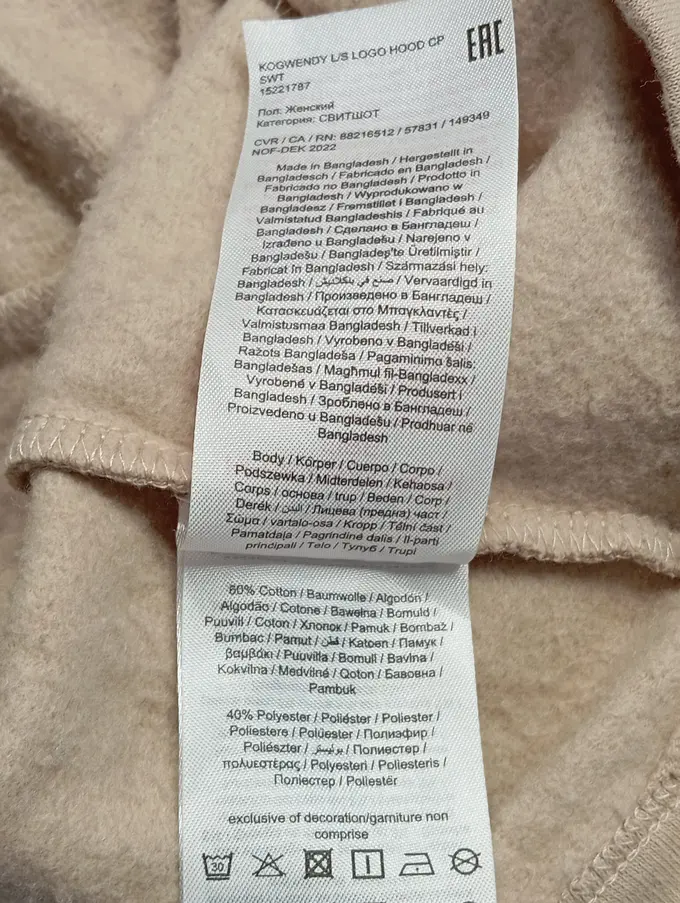 KOGWENDY L/S LOGO HOOD CP
SWT
15221787
EAC
Пол: Женский
Категория: СВИТШОТ
CVR / CA / RN: 88216512 / 57831 / 149349
NOF-DEK 2022
Made in Bangladesh / Hergestellt in
Bangladesch / Fabricado en Bangladesh /
Fabricado no Bangladesh / Prodotto in
Bangladesh / Wyprodukowano w
Bangladesz / Fremstillet i Bangladesh /
Valmistatud Bangladeshis / Fabriqué au
Bangladesh / Сделано в Бангладеш /
Izrađeno u Bangladešu / Narejeno v
Bangladešu / Bangladeş'te Üretilmiştir /
Fabricat în Bangladesh / Származási hely:
Bangladesh / صنع في بنكلاديش / Vervaardigd in
Bangladesh / Произведено в Бангладеш /
Κατασκευάζεται στο Μπαγκλαντές /
Valmistusmaa Bangladesh / Tillverkad i
Bangladesh / Vyrobeno v Bangladéši /
Ražots Bangladeša / Pagaminimo šalis:
Bangladešas / Magħmul fil-Bangladexx /
Vyrobené v Bangladéši / Produsert i
Bangladesh / Зроблено в Бангладеш /
Proizvedeno u Bangladešu / Prodhuar në
Bangladesh
Body / Körper / Cuerpo / Corpo /
Podszewka / Midterdelen / Kehaosa /
Corps / основа / trup / Beden / Corp /
Derék / البدن / Лицева (предна) част /
Σώμα / vartalo-osa / Kropp / Tělní část /
Pamatdaļa / Pagrindinė dalis / Il-parti
prinċipali / Telo / Тулуб / Trupi
60% Cotton / Baumwolle / Algodón /
Algodão / Cotone / Bawełna / Bomuld /
Puuvill / Coton / Хлопок / Pamuk / Bombaž /
Bumbac / Pamut / قطن / Katoen / Памук /
βαμβάκι / Puuvilla / Bomull / Bavlna /
Kokvilna / Medvilnė / Qoton / Бавовна /
Pambuk
40% Polyester / Poliéster / Poliester /
Poliestere / Polüester / Полиэфир /
Poliészter / بوليستر / Полиестер /
πολυεστέρας / Polyesteri / Poliesteris /
Поліестер / Poliestër
exclusive of decoration/garniture non
comprise
30